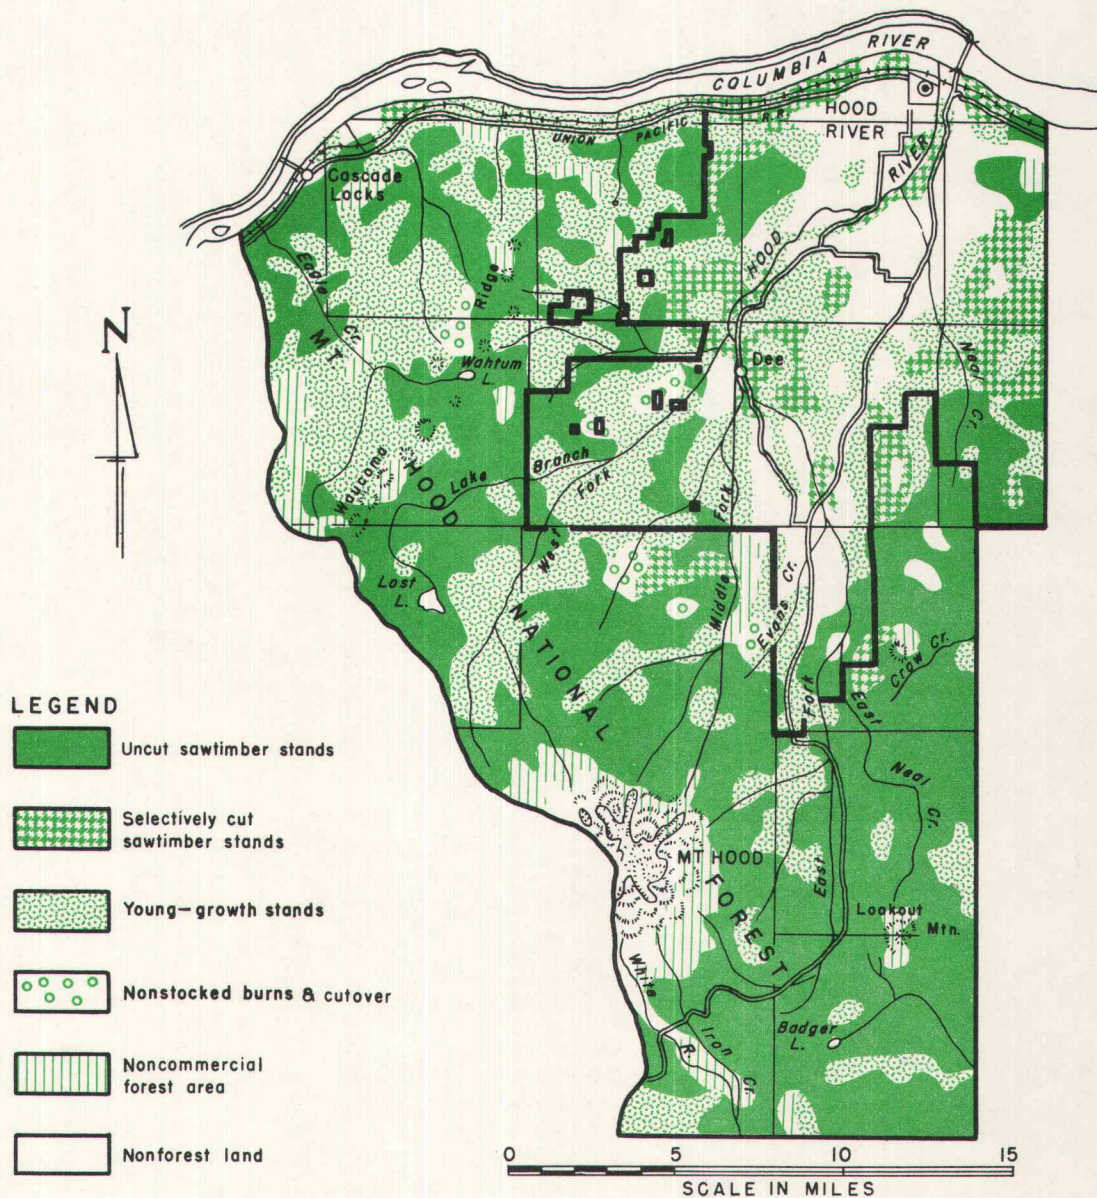 COLUMBIA RIVER
HOOD RIVER
UNION PACIFIC R.R.
Cascade Locks
HOOD RIVER
Eagle Cr.
Ridge
MT. HOOD NATIONAL FOREST
Wahtum L.
Dee
Neal Cr.
Waucoma
Lake Branch
West Fork
Middle Fork
Lost L.
Evans Cr.
Craw Cr.
East Fork
East
Neal Cr.
MT HOOD
East
Lookout Mtn.
White R.
Iron Cr.
Badger L.
N
LEGEND
Uncut sawtimber stands
Selectively cut
sawtimber stands
Young-growth stands
Nonstocked burns & cutover
Noncommercial
forest area
Nonforest land
0 5 10 15
SCALE IN MILES